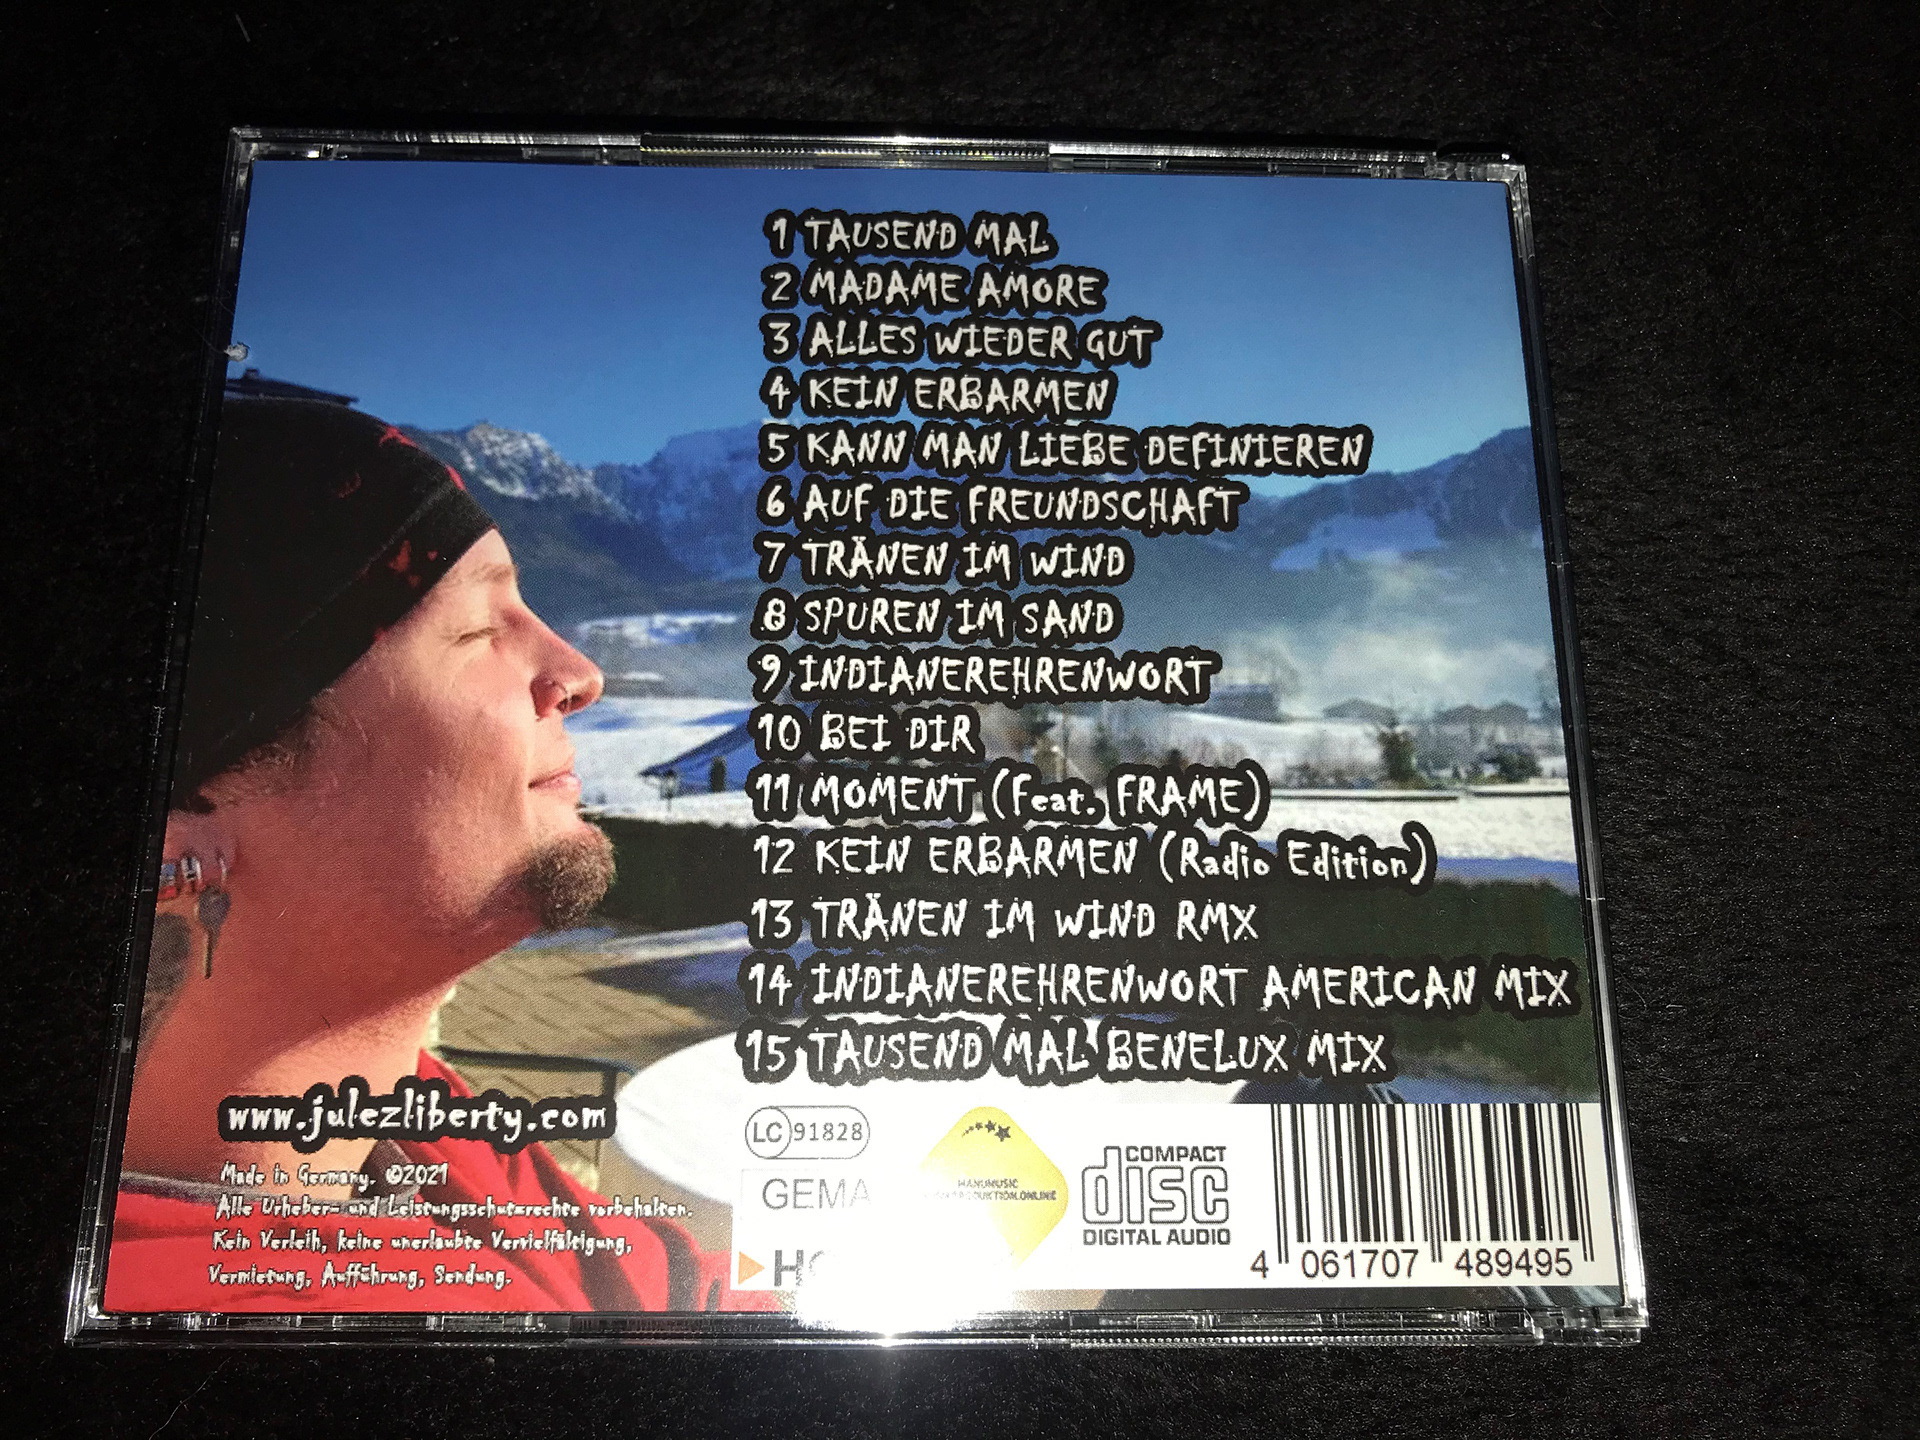 1 TAUSEND MAL
2 MADAME AMORE
3 ALLES WIEDER GUT
4 KEIN ERBARMEN
5 KANN MAN LIEBE DEFINIEREN
6 AUF DIE FREUNDSCHAFT
7 TRÄNEN IM WIND
8 SPUREN IM SAND
9 INDIANEREHRENWORT
10 BEI DIR
11 MOMENT (Feat. FRAME)
12 KEIN ERBARMEN (Radio Edition)
13 TRÄNEN IM WIND RMX
14 INDIANEREHRENWORT AMERICAN MIX
15 TAUSEND MAL BENELUX MIX
www.julezliberty.com
Made in Germany. ©2021
Alle Urheber- und Leistungsschutzrechte vorbehalten.
Kein Verleih, keine unerlaubte Vervielfältigung,
Vermietung, Aufführung, Sendung.
LC 91828
GEMA
COMPACT
disc
DIGITAL AUDIO
4 061707 489495